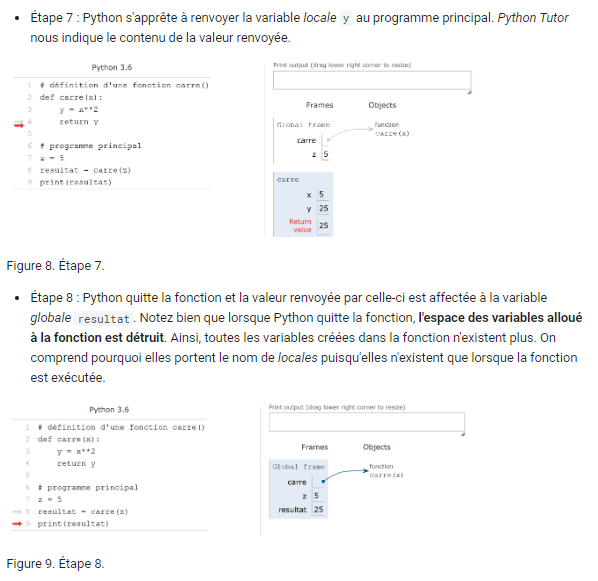 Étape 7 : Python s'apprête à renvoyer la variable locale y au programme principal. Python Tutor
nous indique le contenu de la valeur renvoyée.
Python 3.6
1 # définition d'une fonction carre()
2 def carre(x):
3 y = x**2
4 return y
5
6 # programme principal
7 z = 5
8 resultat = carre(z)
9 print(resultat)
Print output (drag lower right corner to resize)
Frames Objects
Global frame
carre
z 5
function
carre(x)
carre
x 5
y 25
Return
value 25
Figure 8. Étape 7.
Étape 8 : Python quitte la fonction et la valeur renvoyée par celle-ci est affectée à la variable
globale resultat . Notez bien que lorsque Python quitte la fonction, l'espace des variables alloué
à la fonction est détruit. Ainsi, toutes les variables créées dans la fonction n'existent plus. On
comprend pourquoi elles portent le nom de locales puisqu'elles n'existent que lorsque la fonction
est exécutée.
Python 3.6
1 # définition d'une fonction carre()
2 def carre(x):
3 y = x**2
4 return y
5
6 # programme principal
7 z = 5
8 resultat = carre(z)
9 print(resultat)
Print output (drag lower right corner to resize)
Frames Objects
Global frame
carre
z 5
resultat 25
function
carre(x)
Figure 9. Étape 8.